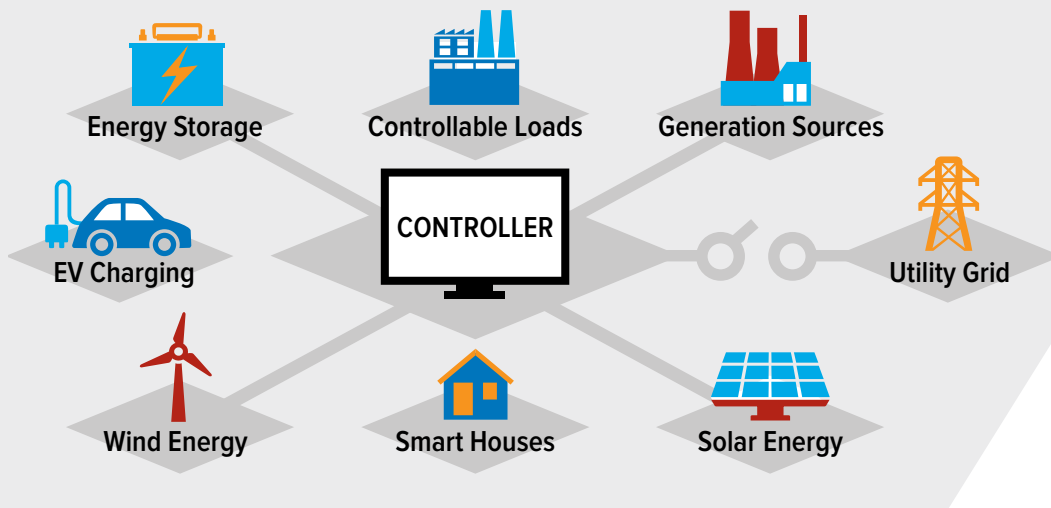 Energy Storage
Controllable Loads
Generation Sources
CONTROLLER
EV Charging
Utility Grid
Wind Energy
Smart Houses
Solar Energy